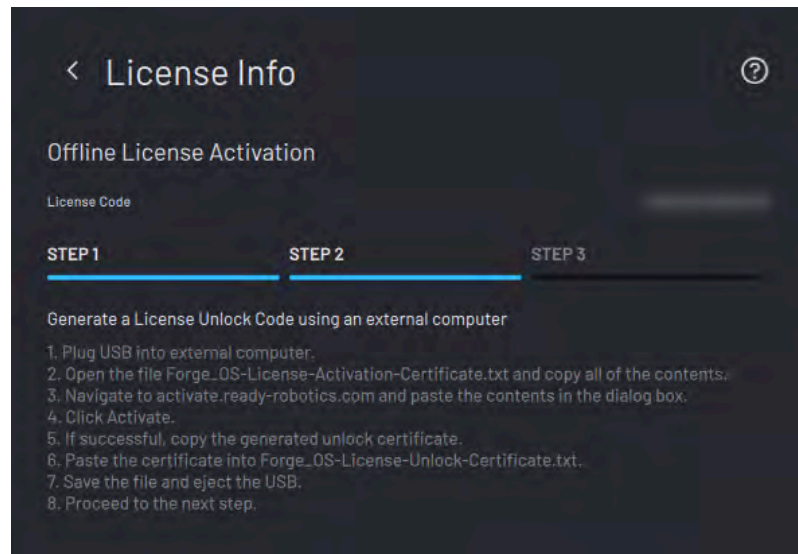 < License Info ?
Offline License Activation
License Code
STEP 1 STEP 2 STEP 3
Generate a License Unlock Code using an external computer
1. Plug USB into external computer.
2. Open the file Forge_OS-License-Activation-Certificate.txt and copy all of the contents.
3. Navigate to activate.ready-robotics.com and paste the contents in the dialog box.
4. Click Activate.
5. If successful, copy the generated unlock certificate.
6. Paste the certificate into Forge_OS-License-Unlock-Certificate.txt.
7. Save the file and eject the USB.
8. Proceed to the next step.